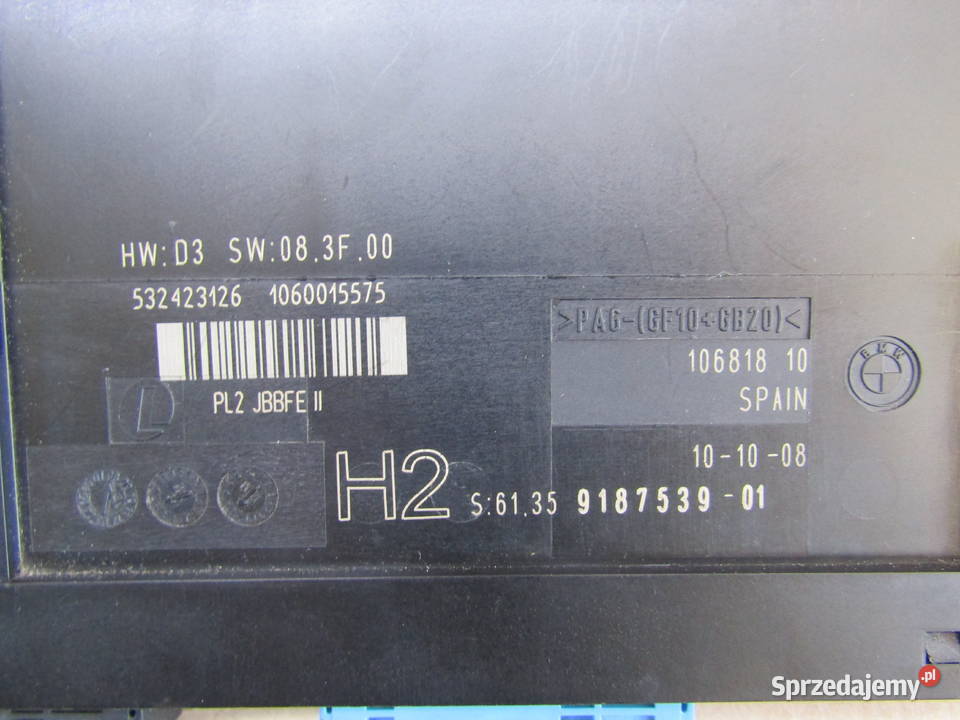 HW:D3 SW:08.3F.00
532423126 1060015575
>PA6-(GF10+GB20)<
106818 10
SPAIN
BMW
PL2 JBBFE II
L
10-10-08
H2 S:61.35 9187539-01
Sprzedajemy.pl